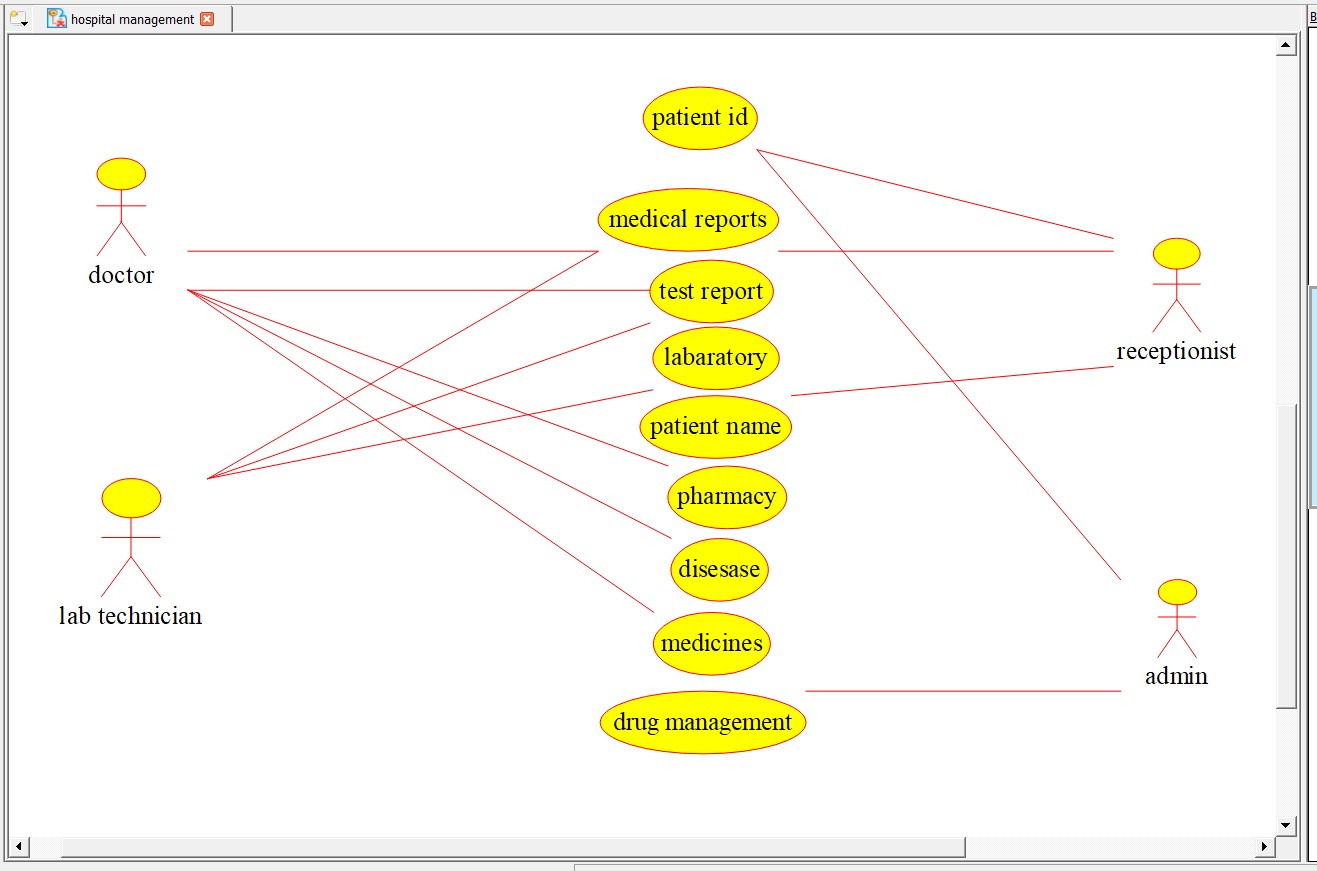 hospital management
B
patient id
medical reports
doctor
test report
receptionist
labaratory
patient name
pharmacy
disesase
lab technician
medicines
admin
drug management